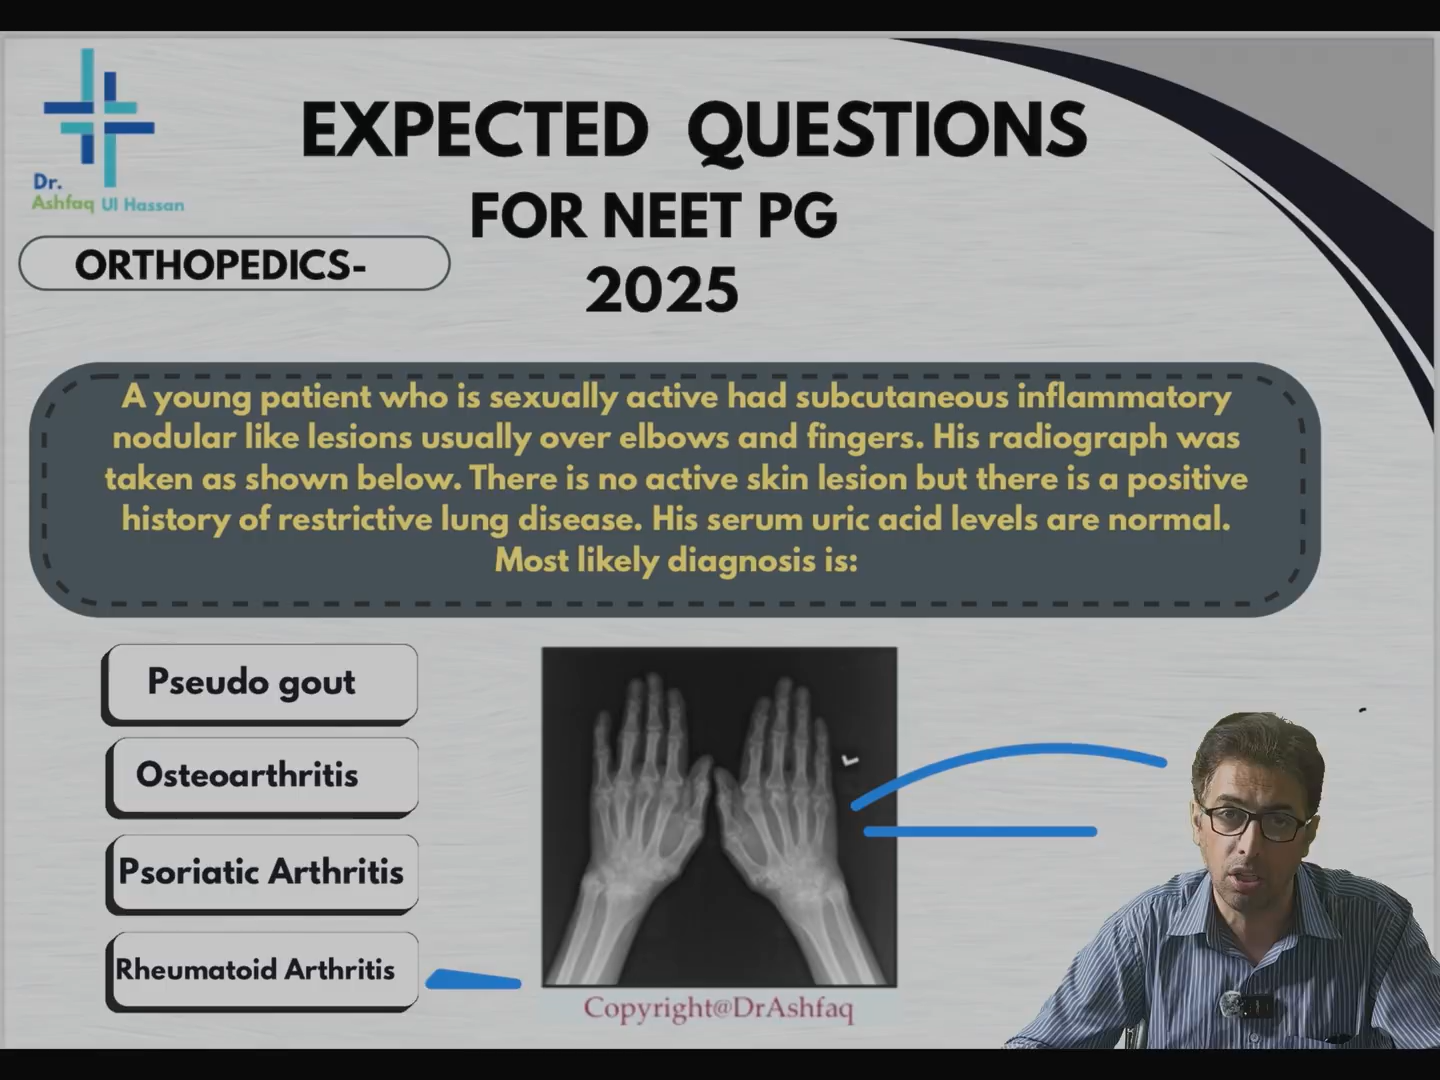 EXPECTED QUESTIONS
FOR NEET PG
2025
Dr.
Ashfaq Ul Hassan
ORTHOPEDICS-
A young patient who is sexually active had subcutaneous inflammatory
nodular like lesions usually over elbows and fingers. His radiograph was
taken as shown below. There is no active skin lesion but there is a positive
history of restrictive lung disease. His serum uric acid levels are normal.
Most likely diagnosis is:
Pseudo gout
Osteoarthritis
Psoriatic Arthritis
Rheumatoid Arthritis
Copyright@DrAshfaq